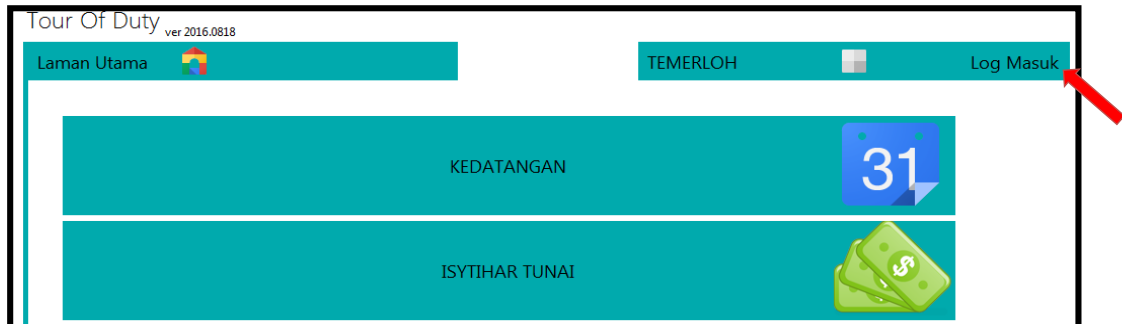 Tour Of Duty ver 2016.0818
Laman Utama TEMERLOH Log Masuk
KEDATANGAN
31
ISYTIHAR TUNAI